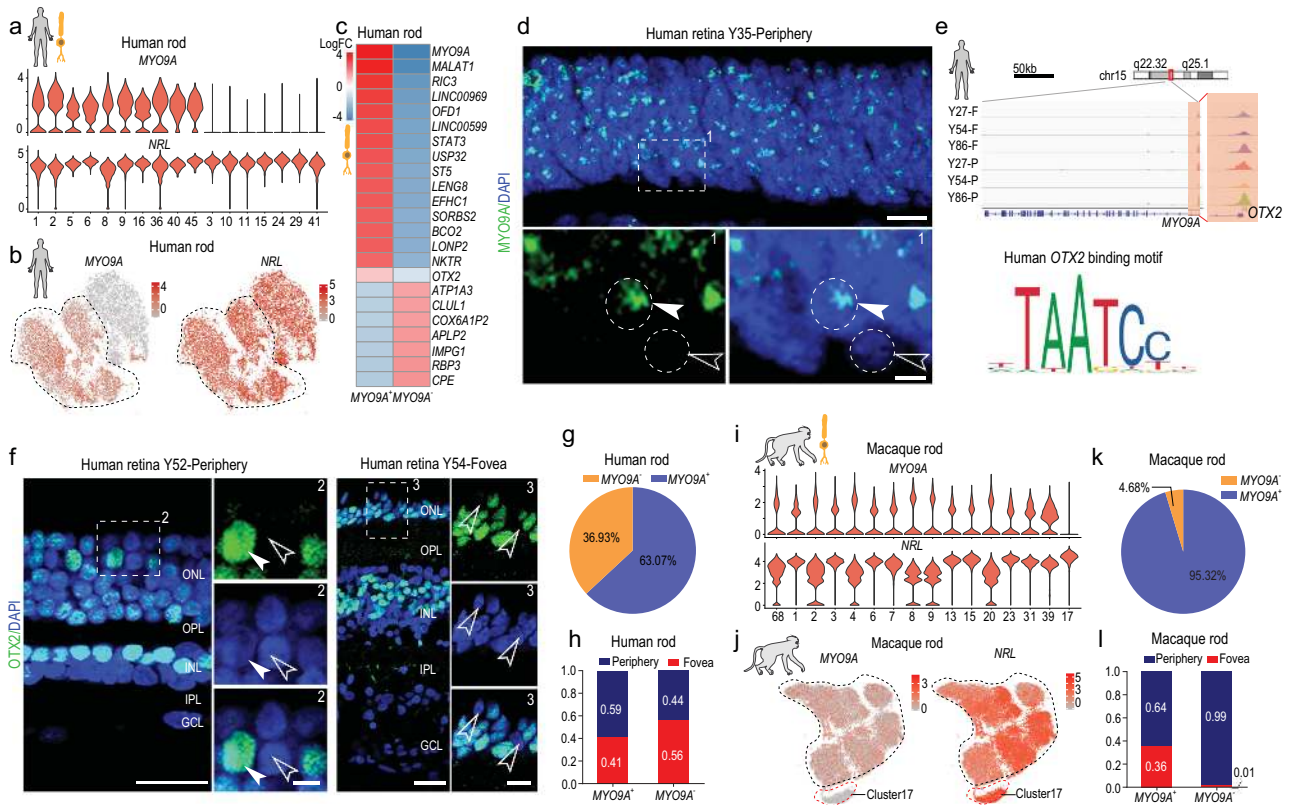 a
Human rod
MYO9A
4
2
0
NRL
5
0
1 2 5 6 8 9 16 36 40 45 3 10 11 15 24 29 41
b
Human rod
MYO9A
4
2
0
NRL
5
3
0
c
Human rod
LogFC
4
-4
MYO9A
MALAT1
RIC3
LINC00969
OFD1
LINC00599
STAT3
USP32
ST5
LENG8
EFHC1
SORBS2
BCO2
LONP2
NKTR
OTX2
ATP1A3
CLUL1
COX6A1P2
APLP2
IMPG1
RBP3
CPE
MYO9A+ MYO9A-
d
Human retina Y35-Periphery
MYO9A/DAPI
1
1
1
e
50kb
chr15
q22.32
q25.1
Y27-F
Y54-F
Y86-F
Y27-P
Y54-P
Y86-P
MYO9A
OTX2
Human OTX2 binding motif
TAATCC
f
Human retina Y52-Periphery
OTX2/DAPI
2
ONL
OPL
INL
IPL
GCL
2
2
2
Human retina Y54-Fovea
3
ONL
OPL
INL
IPL
GCL
3
3
3
g
Human rod
MYO9A- MYO9A+
36.93%
63.07%
h
Human rod
Periphery Fovea
1.0
0.8
0.6
0.4
0.2
0.0
0.59
0.41
0.44
0.56
MYO9A+ MYO9A-
i
Macaque rod
MYO9A
4
2
0
NRL
4
2
0
68 1 2 3 4 6 7 8 9 13 15 20 23 31 39 17
j
Macaque rod
MYO9A
3
0
NRL
5
3
0
Cluster17
Cluster17
k
Macaque rod
MYO9A-
MYO9A+
4.68%
95.32%
l
Macaque rod
Periphery Fovea
1.0
0.8
0.6
0.4
0.2
0.0
0.64
0.36
0.99
0.01
MYO9A+ MYO9A-